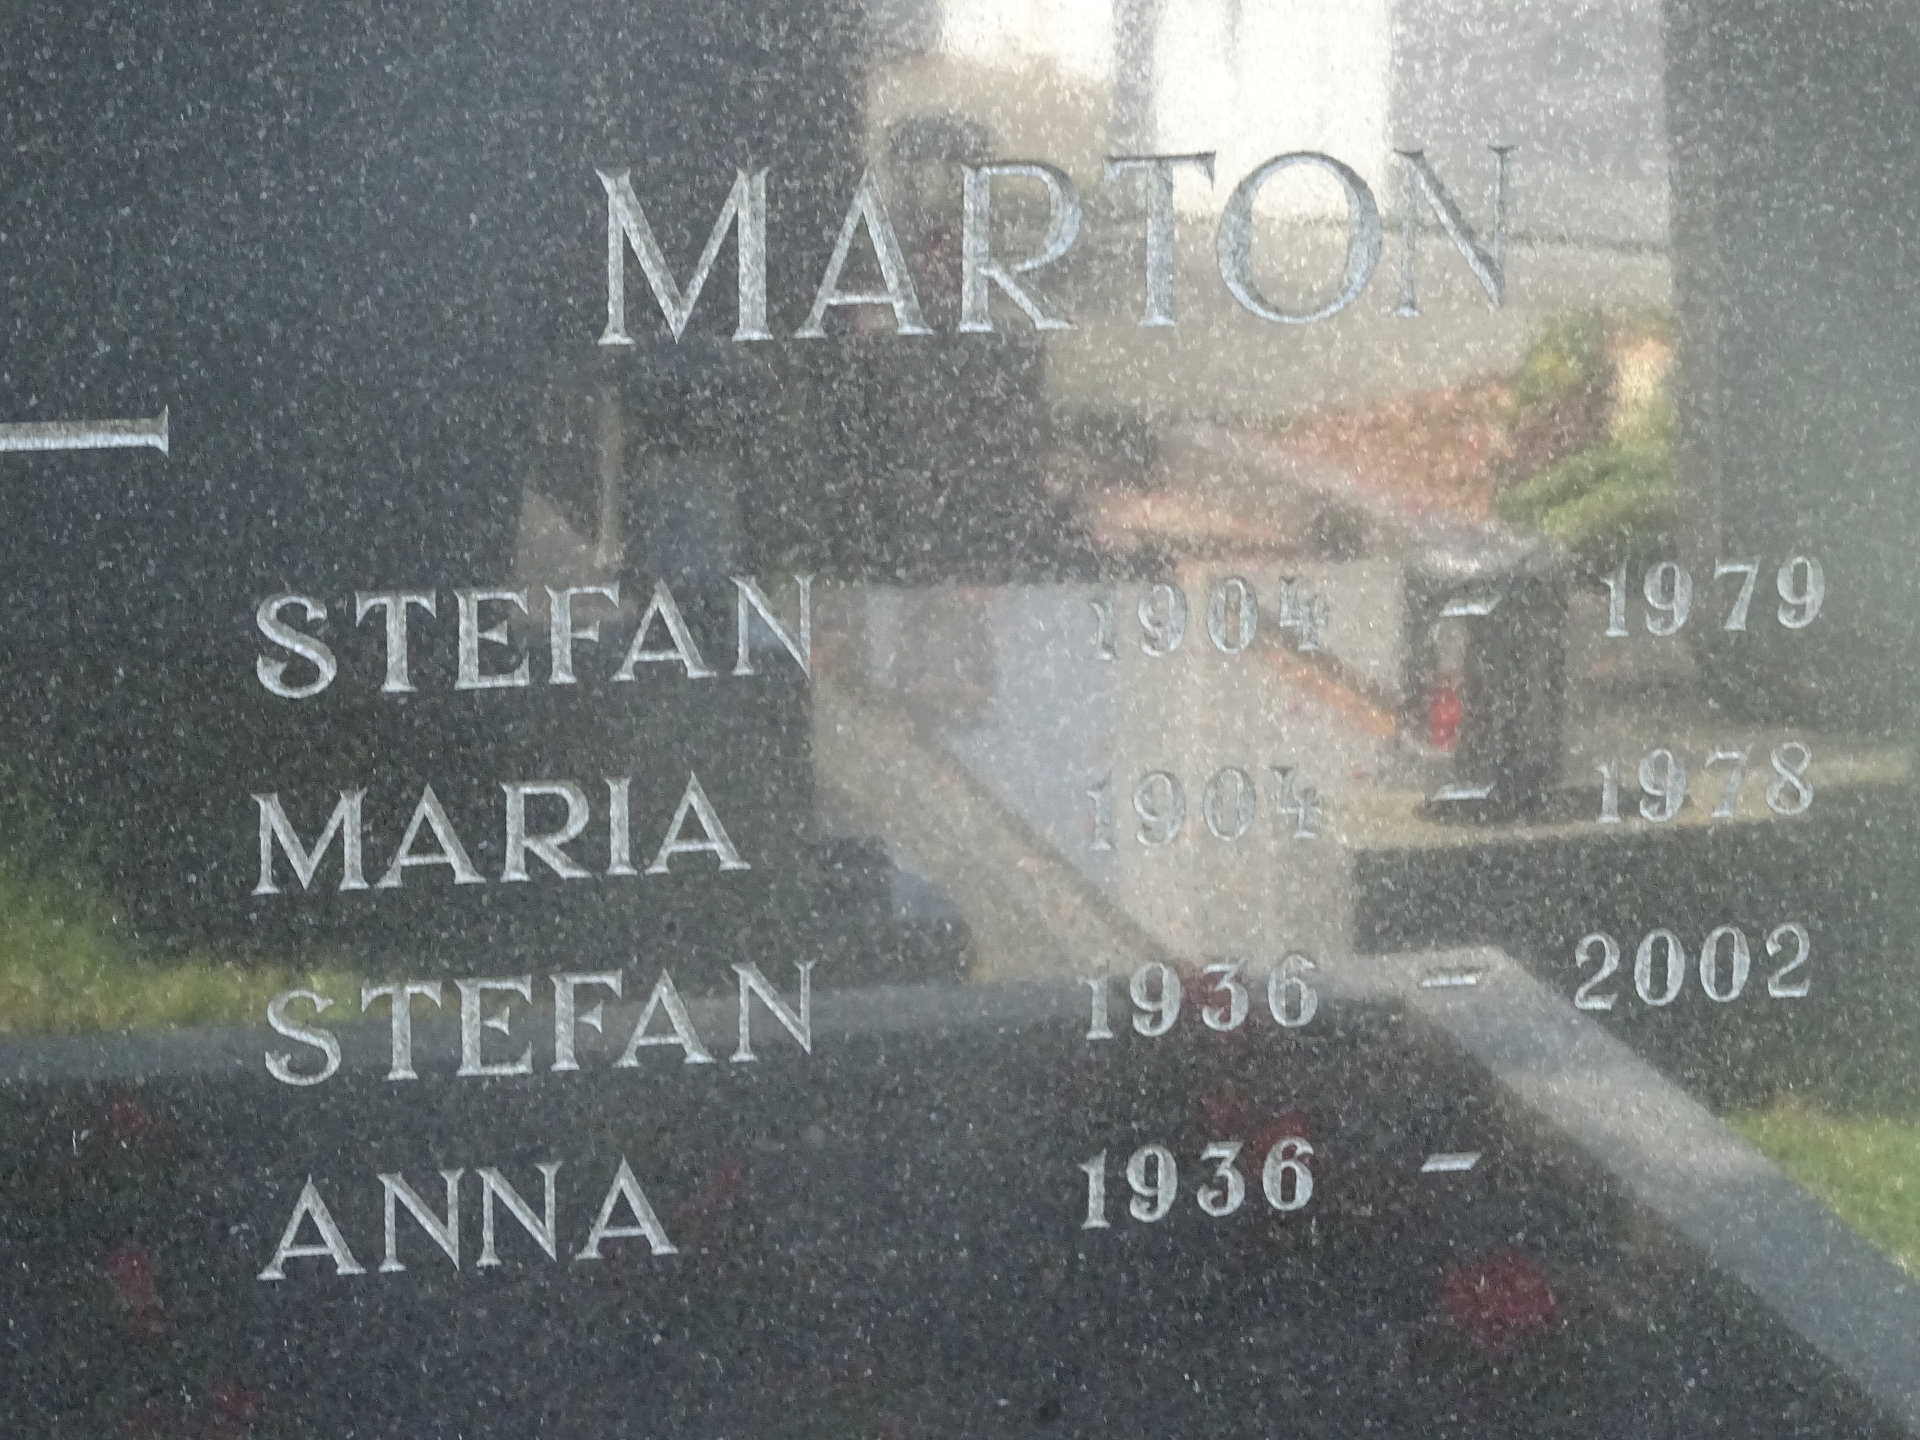 MARTON
STEFAN 1904 - 1979
MARIA 1904 - 1978
STEFAN 1936 - 2002
ANNA 1936 -